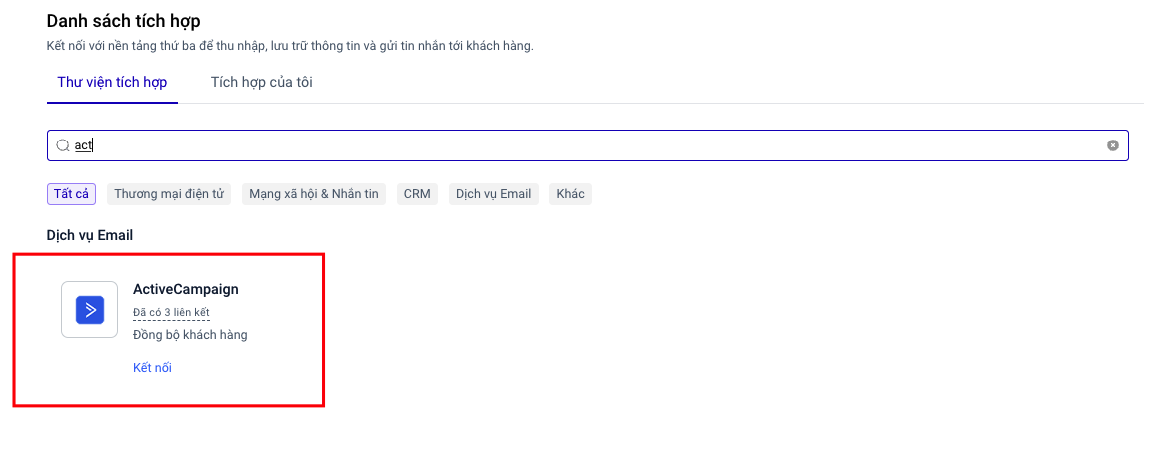 Danh sách tích hợp
Kết nối với nền tảng thứ ba để thu nhập, lưu trữ thông tin và gửi tin nhắn tới khách hàng.
Thư viện tích hợp
Tích hợp của tôi
act
Tất cả
Thương mại điện tử
Mạng xã hội & Nhắn tin
CRM
Dịch vụ Email
Khác
Dịch vụ Email
ActiveCampaign
Đã có 3 liên kết
Đồng bộ khách hàng
Kết nối